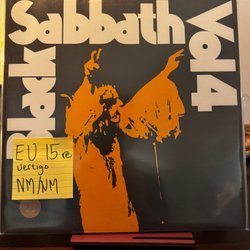 Black
Sabbath
Vol 4
EU 15 re
Vertigo
NM/NM